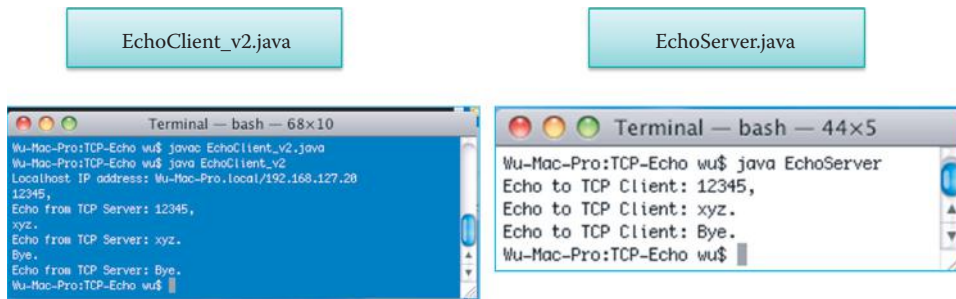 EchoClient_v2.java
EchoServer.java
Terminal — bash — 68×10
Wu-Mac-Pro:TCP-Echo wu$ javac EchoClient_v2.java
Wu-Mac-Pro:TCP-Echo wu$ java EchoClient_v2
Localhost IP address: Wu-Mac-Pro.local/192.168.127.20
12345,
Echo from TCP Server: 12345,
xyz.
Echo from TCP Server: xyz.
Bye.
Echo from TCP Server: Bye.
Wu-Mac-Pro:TCP-Echo wu$
Terminal — bash — 44×5
Wu-Mac-Pro:TCP-Echo wu$ java EchoServer
Echo to TCP Client: 12345,
Echo to TCP Client: xyz.
Echo to TCP Client: Bye.
Wu-Mac-Pro:TCP-Echo wu$